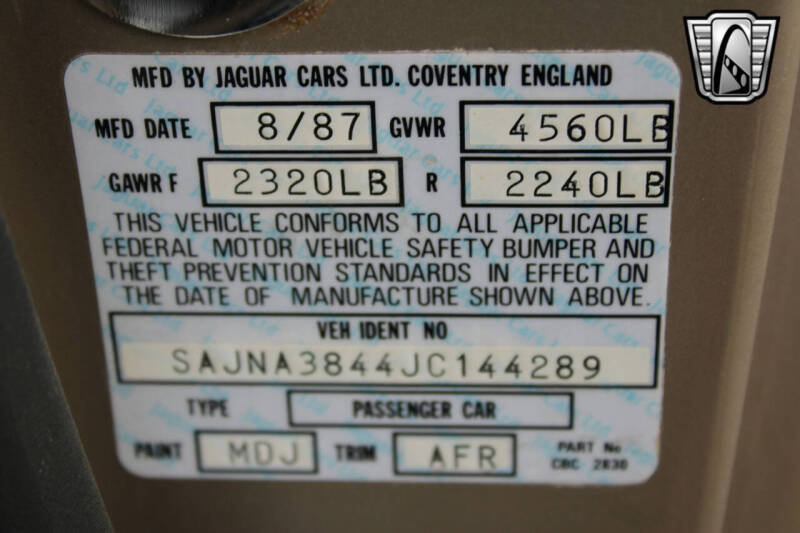 MFD BY JAGUAR CARS LTD. COVENTRY ENGLAND
MFD DATE 8/87 GVWR 4560LB
GAWR F 2320LB R 2240LB
THIS VEHICLE CONFORMS TO ALL APPLICABLE
FEDERAL MOTOR VEHICLE SAFETY BUMPER AND
THEFT PREVENTION STANDARDS IN EFFECT ON
THE DATE OF MANUFACTURE SHOWN ABOVE.
VEH IDENT NO
SAJNA3844JC144289
TYPE PASSENGER CAR
PAINT MDJ TRIM AFR PART No
CBC 2830